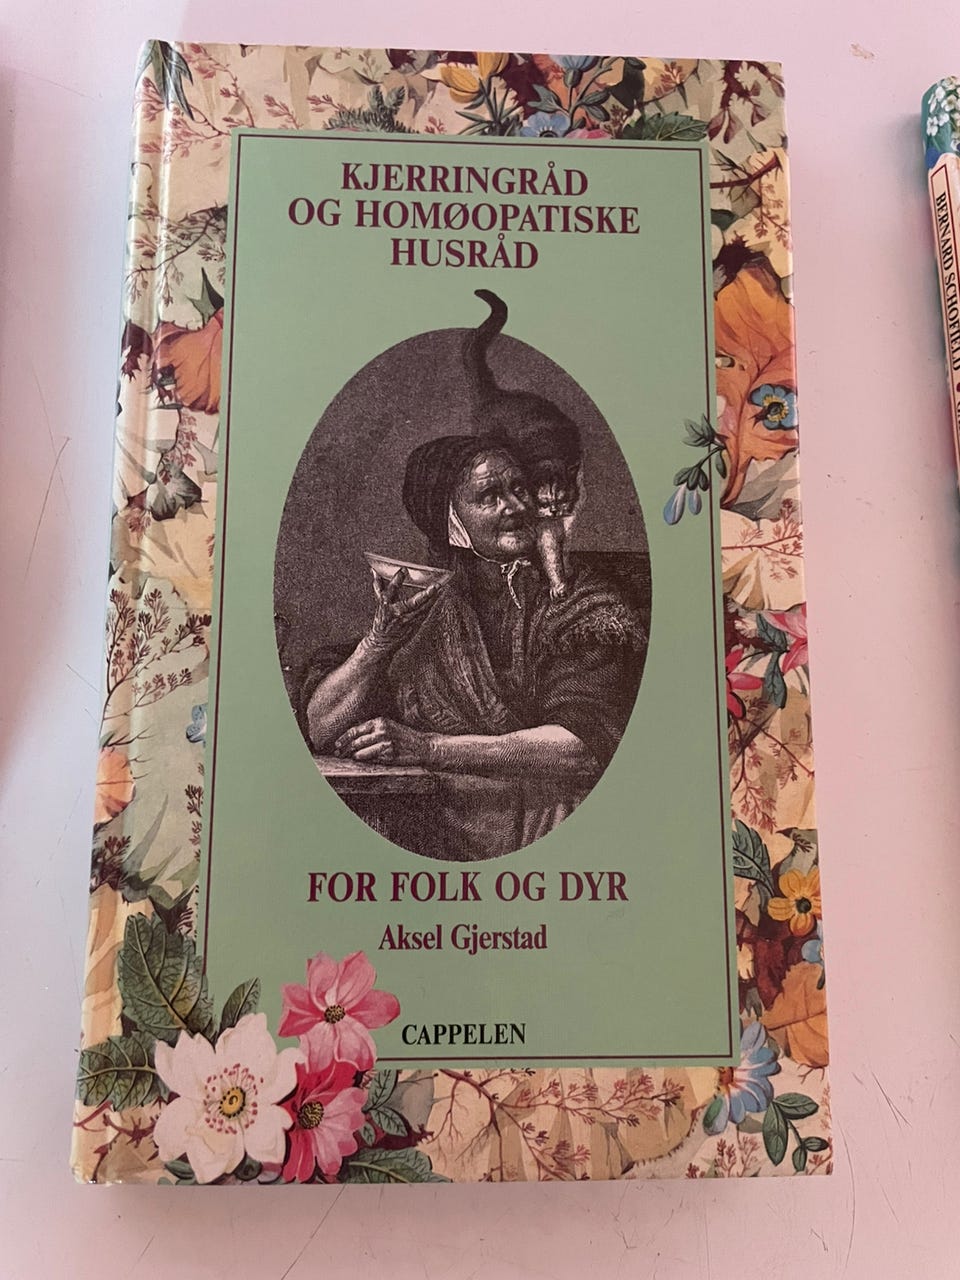 KJERRINGRÅD
OG HOMØOPATISKE
HUSRÅD
FOR FOLK OG DYR
Aksel Gjerstad
CAPPELEN
BERNARD SCHOFIELD